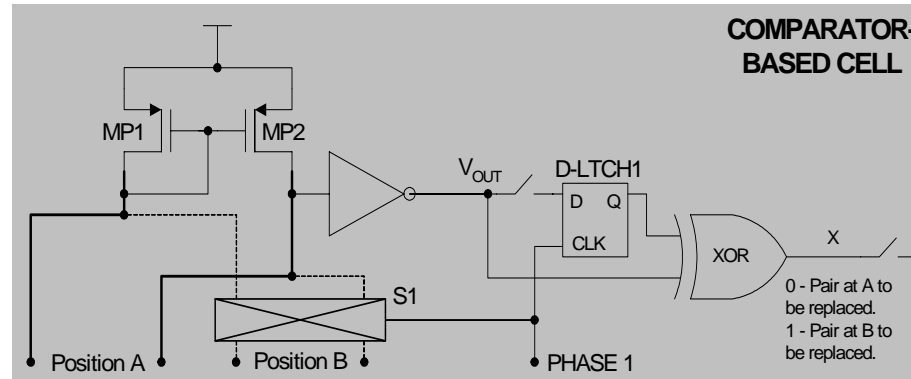 COMPARATOR-
BASED CELL
MP1
MP2
V_OUT
D-LTCH1
D Q
CLK
XOR
X
0 - Pair at A to
be replaced.
1 - Pair at B to
be replaced.
S1
Position A
Position B
PHASE 1